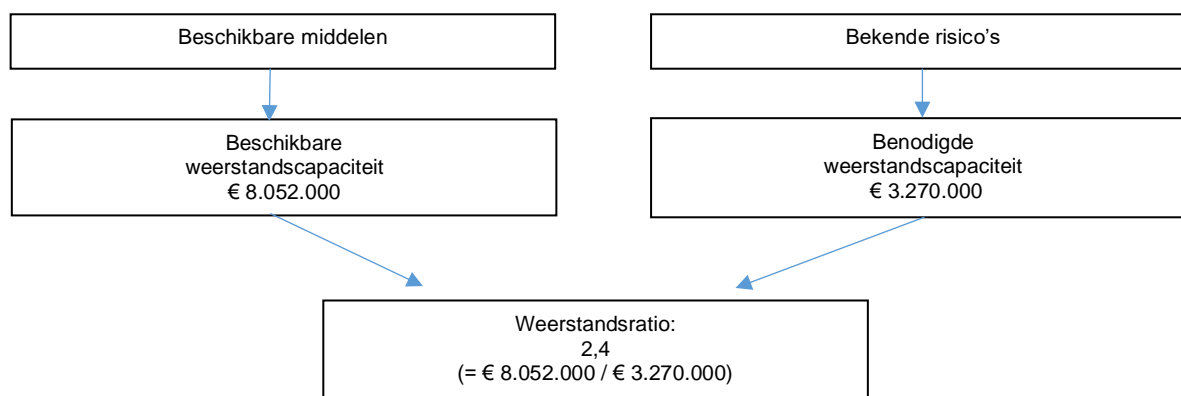 Beschikbare middelen
Bekende risico's
Beschikbare
weerstandscapaciteit
€ 8.052.000
Benodigde
weerstandscapaciteit
€ 3.270.000
Weerstandsratio:
2,4
(= € 8.052.000 / € 3.270.000)